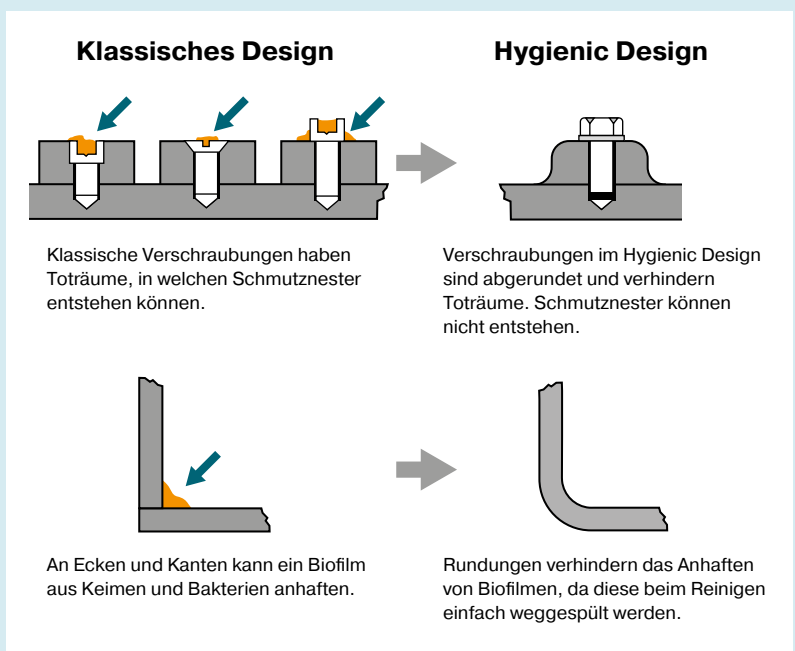 Klassisches Design
Hygienic Design
Klassische Verschraubungen haben
Toträume, in welchen Schmutznester
entstehen können.
Verschraubungen im Hygienic Design
sind abgerundet und verhindern
Toträume. Schmutznester können
nicht entstehen.
An Ecken und Kanten kann ein Biofilm
aus Keimen und Bakterien anhaften.
Rundungen verhindern das Anhaften
von Biofilmen, da diese beim Reinigen
einfach weggespült werden.